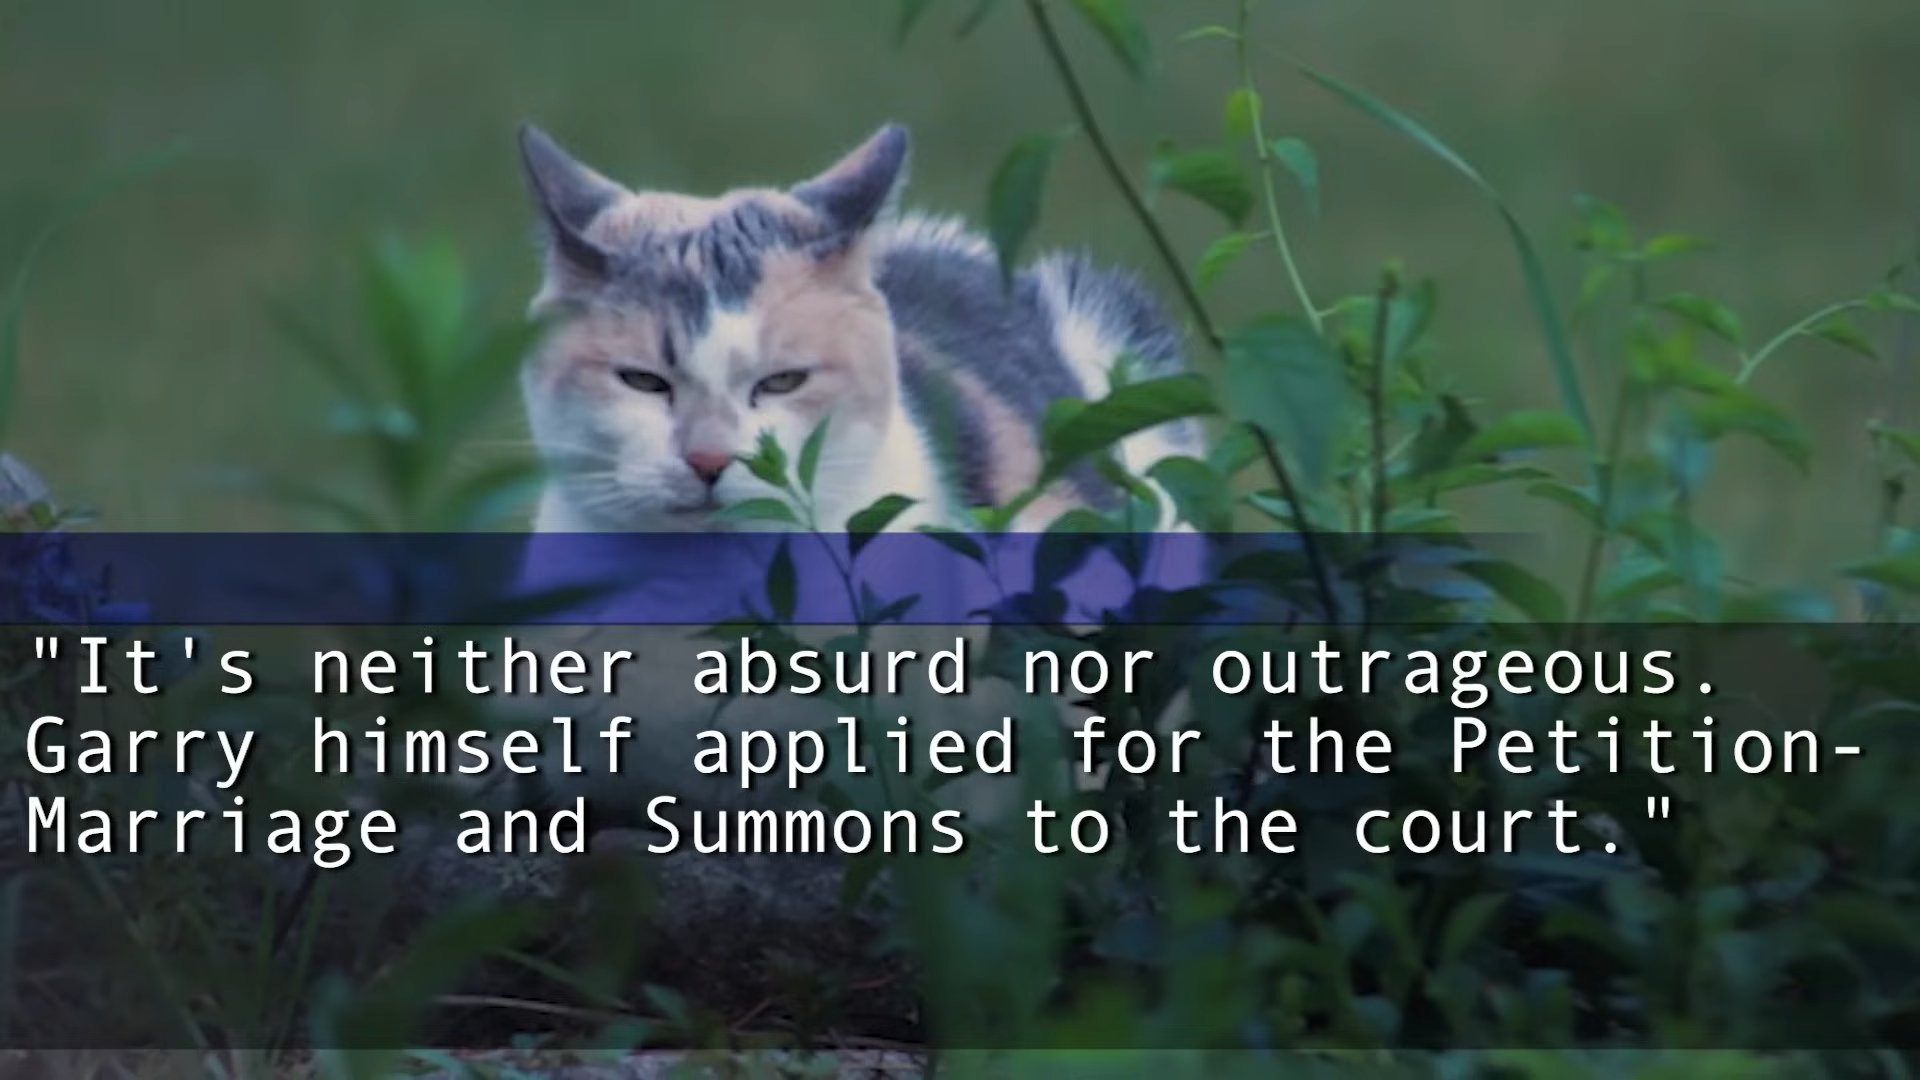 "It's neither absurd nor outrageous.
Garry himself applied for the Petition-
Marriage and Summons to the court."